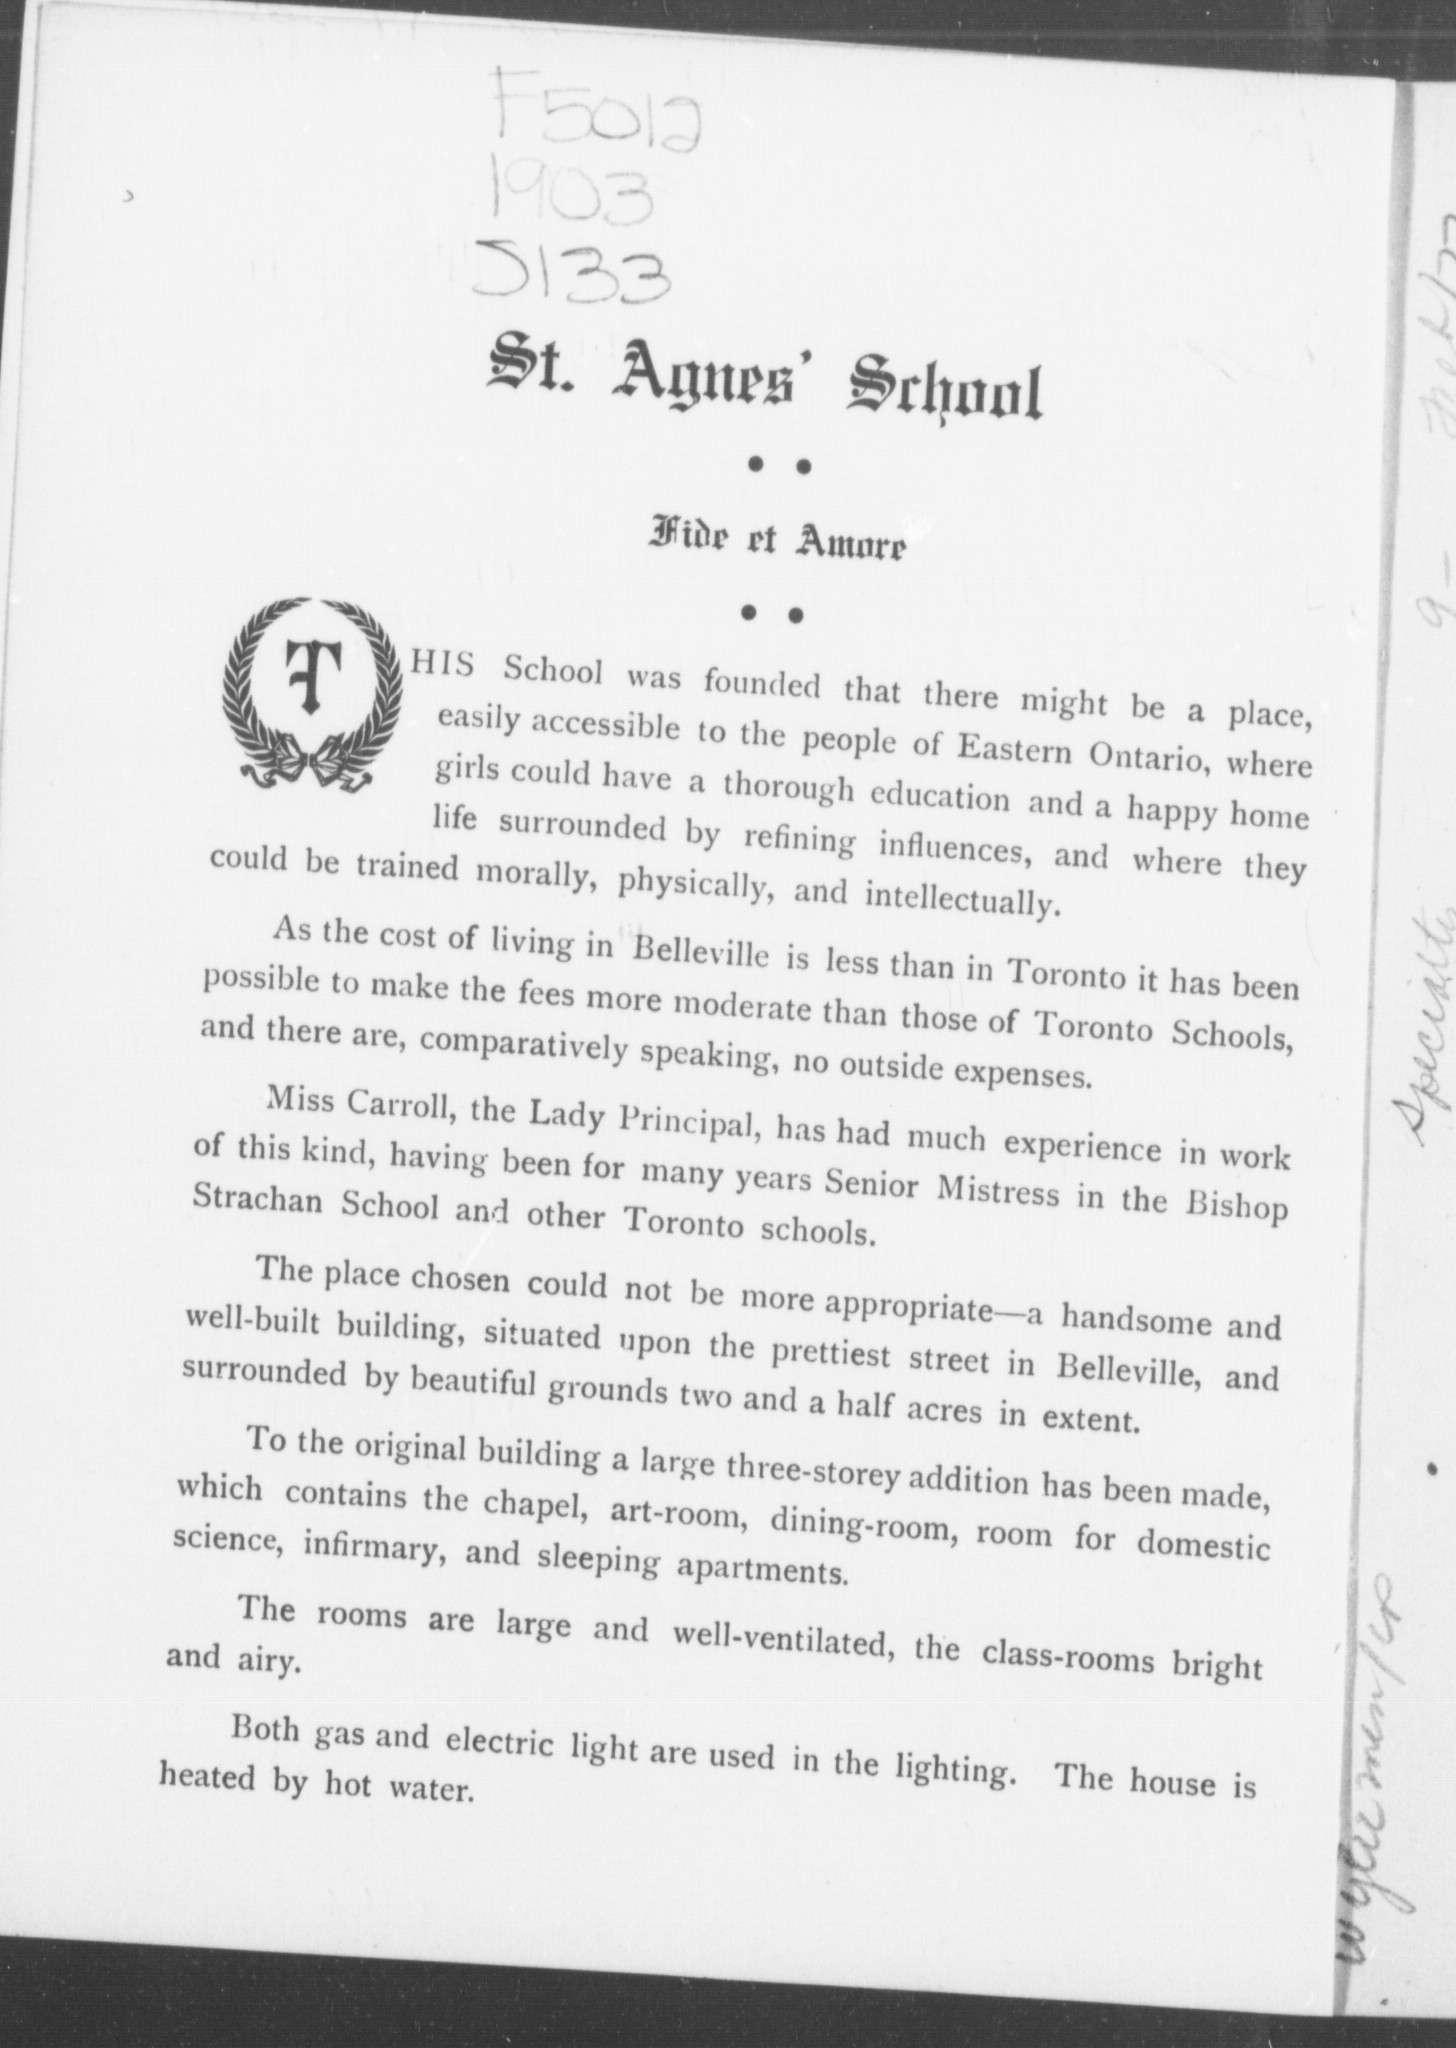 F5012
1903
S133
St. Agnes' School
Fide et Amore
THIS School was founded that there might be a place,
easily accessible to the people of Eastern Ontario, where
girls could have a thorough education and a happy home
life surrounded by refining influences, and where they
could be trained morally, physically, and intellectually.
As the cost of living in Belleville is less than in Toronto it has been
possible to make the fees more moderate than those of Toronto Schools,
and there are, comparatively speaking, no outside expenses.
Miss Carroll, the Lady Principal, has had much experience in work
of this kind, having been for many years Senior Mistress in the Bishop
Strachan School and other Toronto schools.
The place chosen could not be more appropriate—a handsome and
well-built building, situated upon the prettiest street in Belleville, and
surrounded by beautiful grounds two and a half acres in extent.
To the original building a large three-storey addition has been made,
which contains the chapel, art-room, dining-room, room for domestic
science, infirmary, and sleeping apartments.
The rooms are large and well-ventilated, the class-rooms bright
and airy.
Both gas and electric light are used in the lighting. The house is
heated by hot water.